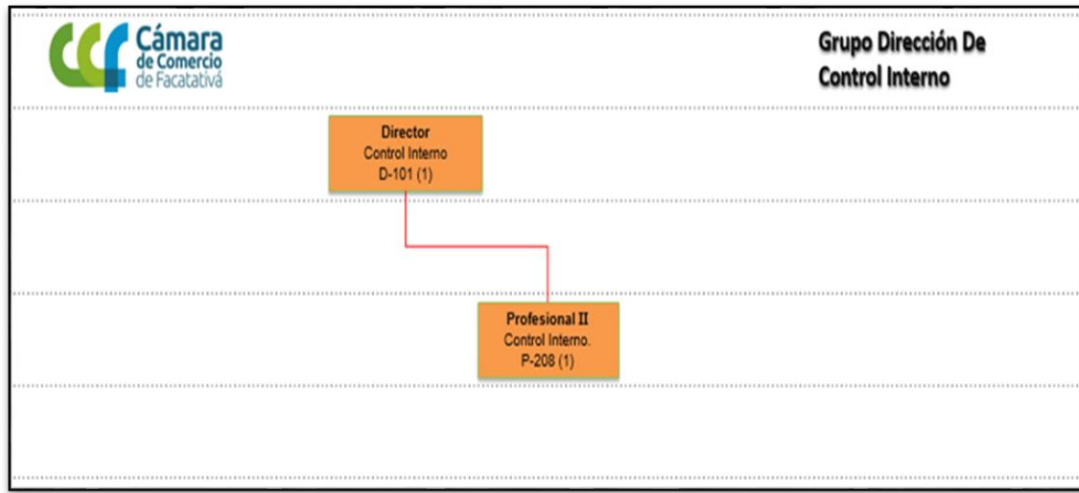 Cámara
de Comercio
de Facatativá
Grupo Dirección De
Control Interno
Director
Control Interno
D-101 (1)
Profesional II
Control Interno.
P-208 (1)